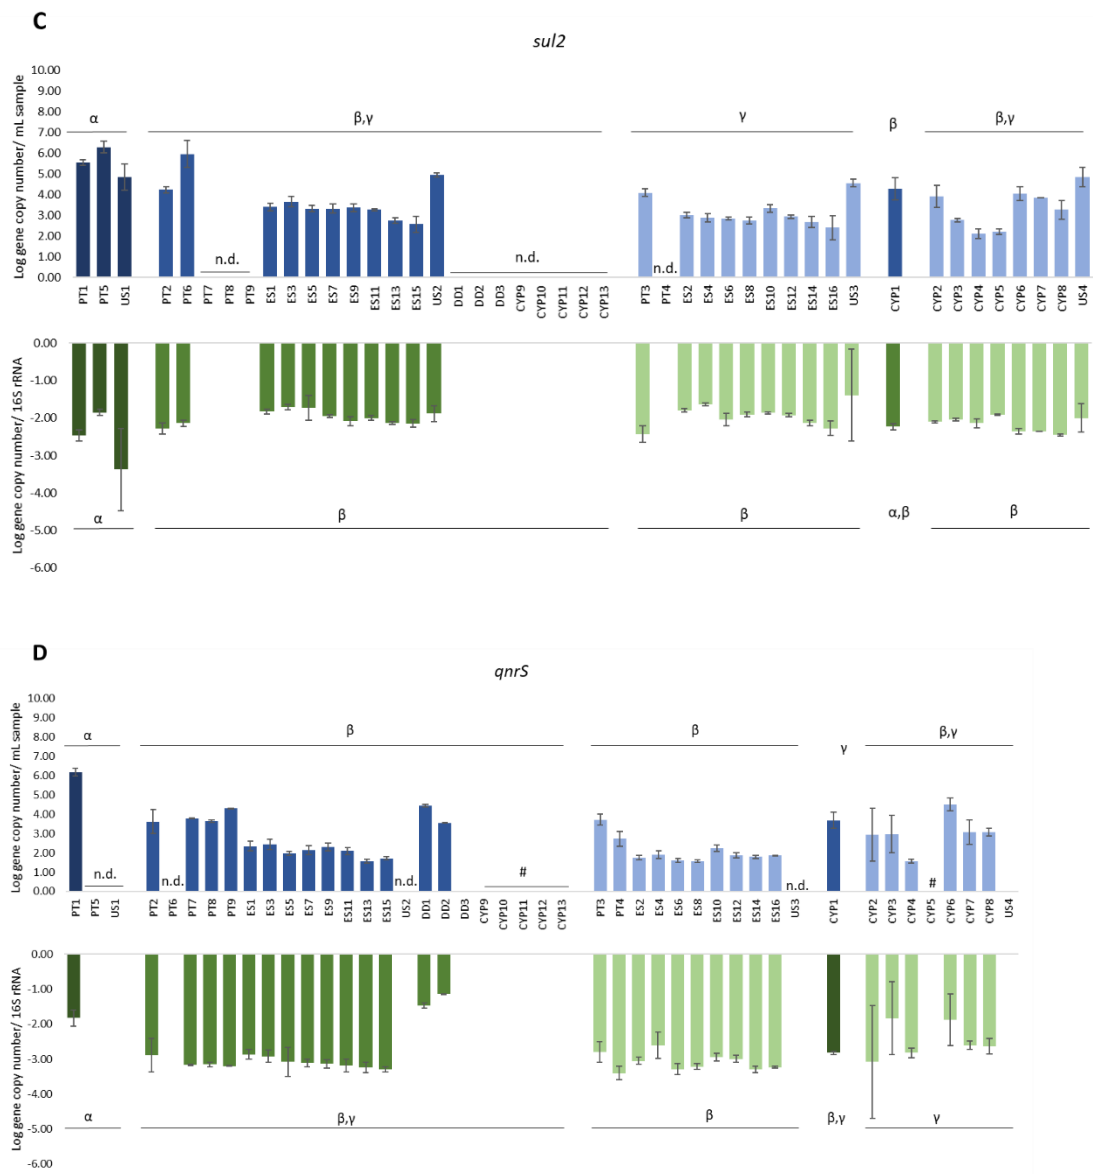 C
sul2
Log gene copy number/ mL sample
10.00
9.00
8.00
7.00
6.00
5.00
4.00
3.00
2.00
1.00
0.00
α
β,γ
γ
β
β,γ
n.d.
n.d.
n.d.
PT1 PT5 US1 PT2 PT6 PT7 PT8 PT9 ES1 ES3 ES5 ES7 ES9 ES11 ES13 ES15 US2 DD1 DD2 DD3 CYP9 CYP10 CYP11 CYP12 CYP13 PT3 PT4 ES2 ES4 ES6 ES8 ES10 ES12 ES14 ES16 US3 CYP1 CYP2 CYP3 CYP4 CYP5 CYP6 CYP7 CYP8 US4
Log gene copy number/ 16S rRNA
0.00
-1.00
-2.00
-3.00
-4.00
-5.00
-6.00
α
β
β
α,β
β
D
qnrS
Log gene copy number/ mL sample
10.00
9.00
8.00
7.00
6.00
5.00
4.00
3.00
2.00
1.00
0.00
α
β
β
γ
β,γ
n.d.
n.d.
n.d.
#
n.d.
#
PT1 PT5 US1 PT2 PT6 PT7 PT8 PT9 ES1 ES3 ES5 ES7 ES9 ES11 ES13 ES15 US2 DD1 DD2 DD3 CYP9 CYP10 CYP11 CYP12 CYP13 PT3 PT4 ES2 ES4 ES6 ES8 ES10 ES12 ES14 ES16 US3 CYP1 CYP2 CYP3 CYP4 CYP5 CYP6 CYP7 CYP8 US4
Log gene copy number/ 16S rRNA
0.00
-1.00
-2.00
-3.00
-4.00
-5.00
-6.00
α
β,γ
β
β,γ
γ